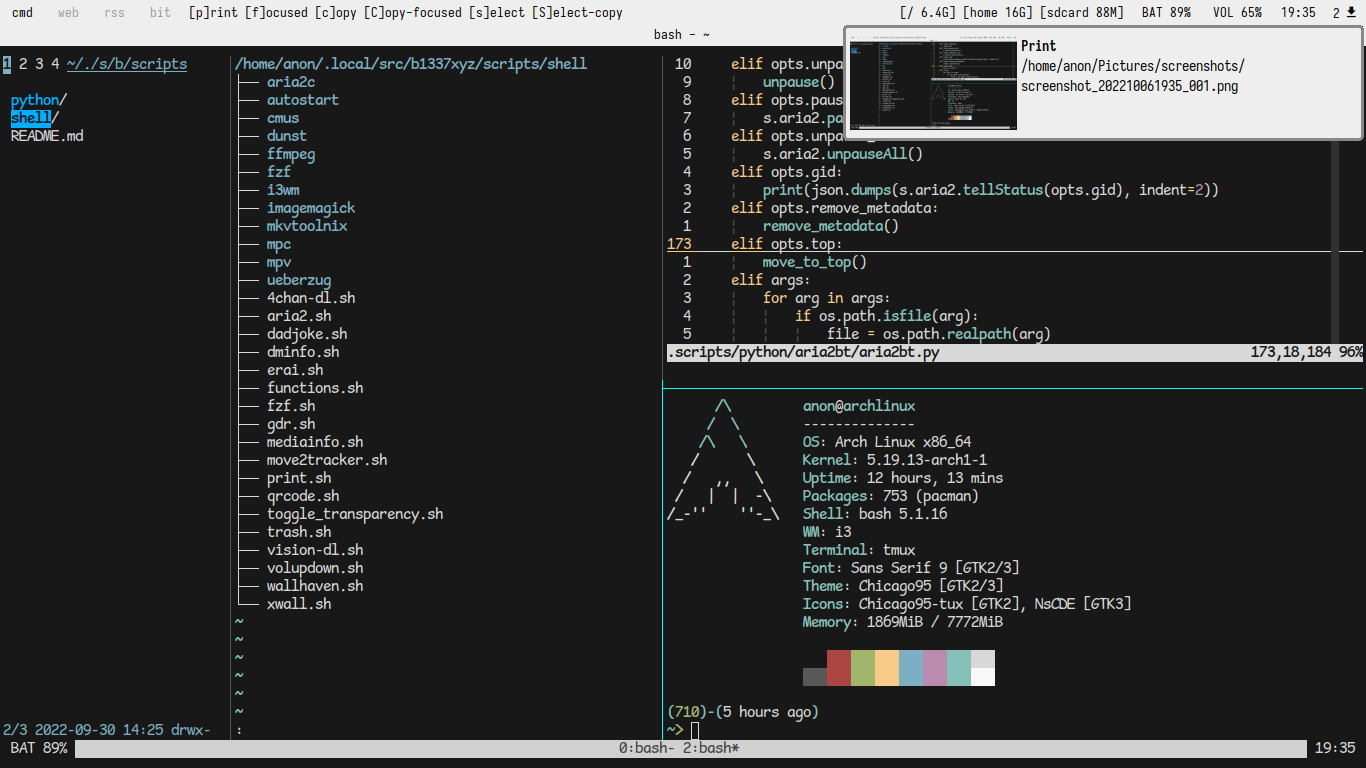 cmd web rss bit [p]rint [f]ocused [c]opy [C]opy-focused [s]elect [S]elect-copy [/ 6.4G] [home 16G] [sdcard 88M] BAT 89% VOL 65% 19:35 2
bash - ~
Print
/home/anon/Pictures/screenshots/
screenshot_202210061935_001.png
1 2 3 4 ~/./s/b/scripts
python/
shell/
README.md
2/3 2022-09-30 14:25 drwx-
/home/anon/.local/src/b1337xyz/scripts/shell
├── aria2c
├── autostart
├── cmus
├── dunst
├── ffmpeg
├── fzf
├── i3wm
├── imagemagick
├── mkvtoolnix
├── mpc
├── mpv
├── ueberzug
├── 4chan-dl.sh
├── aria2.sh
├── dadjoke.sh
├── dminfo.sh
├── erai.sh
├── functions.sh
├── fzf.sh
├── gdr.sh
├── mediainfo.sh
├── move2tracker.sh
├── print.sh
├── qrcode.sh
├── toggle_transparency.sh
├── trash.sh
├── vision-dl.sh
├── volupdown.sh
├── wallhaven.sh
└── xwall.sh
~
~
~
~
~
~
:
10 elif opts.unpa
9 unpause()
8 elif opts.paus
7 s.aria2.pa
6 elif opts.unpa
5 s.aria2.unpauseAll()
4 elif opts.gid:
3 print(json.dumps(s.aria2.tellStatus(opts.gid), indent=2))
2 elif opts.remove_metadata:
1 remove_metadata()
173 elif opts.top:
1 move_to_top()
2 elif args:
3 for arg in args:
4 if os.path.isfile(arg):
5 file = os.path.realpath(arg)
.scripts/python/aria2bt/aria2bt.py 173,18,184 96%
/\
/ \
/\ \
/ \
/ ,, \
/ | | -\
/_-'' ''-_\
anon@archlinux
--------------
OS: Arch Linux x86_64
Kernel: 5.19.13-arch1-1
Uptime: 12 hours, 13 mins
Packages: 753 (pacman)
Shell: bash 5.1.16
WM: i3
Terminal: tmux
Font: Sans Serif 9 [GTK2/3]
Theme: Chicago95 [GTK2/3]
Icons: Chicago95-tux [GTK2], NsCDE [GTK3]
Memory: 1869MiB / 7772MiB
(710)-(5 hours ago)
~>
BAT 89% 0:bash- 2:bash* 19:35